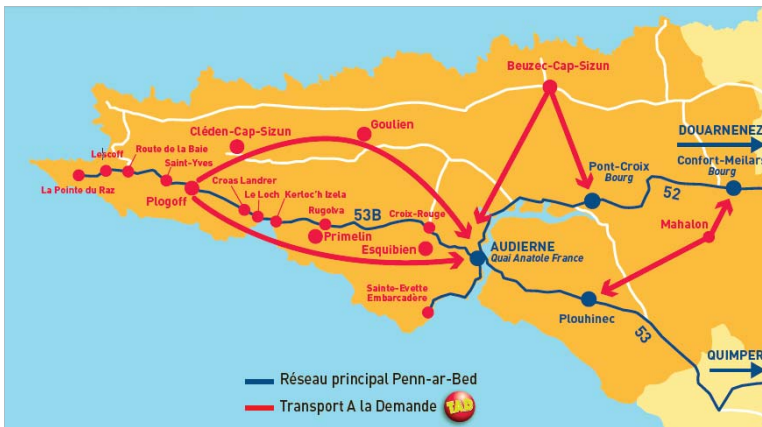 Beuzec-Cap-Sizun
Goulien
Cléden-Cap-Sizun
DOUARNENEZ
Lescoff
Route de la Baie
Saint-Yves
La Pointe du Raz
Plogoff
Croas Landrer
Le Loch
Kerloc'h Izela
Rugolva
53B
Croix-Rouge
Primelin
Esquibien
Pont-Croix
Bourg
Confort-Meilars
Bourg
52
Mahalon
AUDIERNE
Quai Anatole France
Sainte-Evette
Embarcadère
Plouhinec
53
QUIMPER
Réseau principal Penn-ar-Bed
Transport A la Demande
TAD